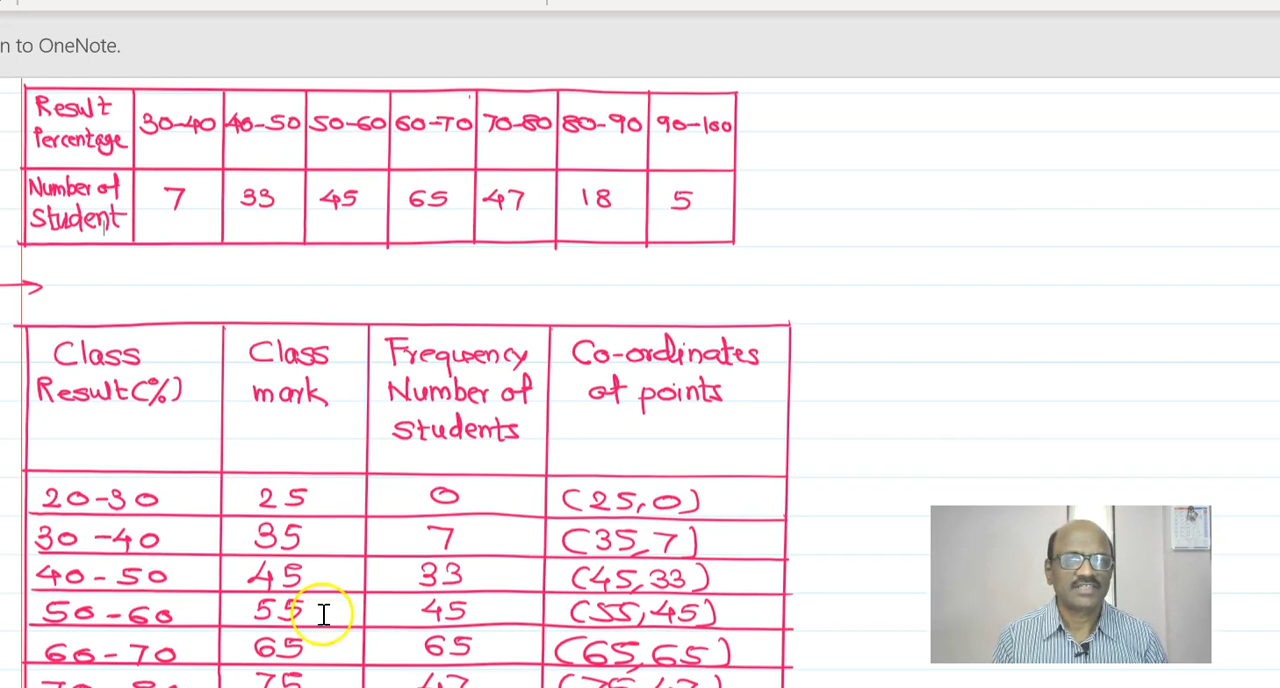 n to OneNote.
Result Percentage 30-40 40-50 50-60 60-70 70-80 80-90 90-100
Number of Student 7 33 45 65 47 18 5
Class Result(%) Class mark Frequency Number of Students Co-ordinates of points
20-30 25 0 (25,0)
30-40 35 7 (35,7)
40-50 45 33 (45,33)
50-60 55 45 (55,45)
60-70 65 65 (65,65)
75 47